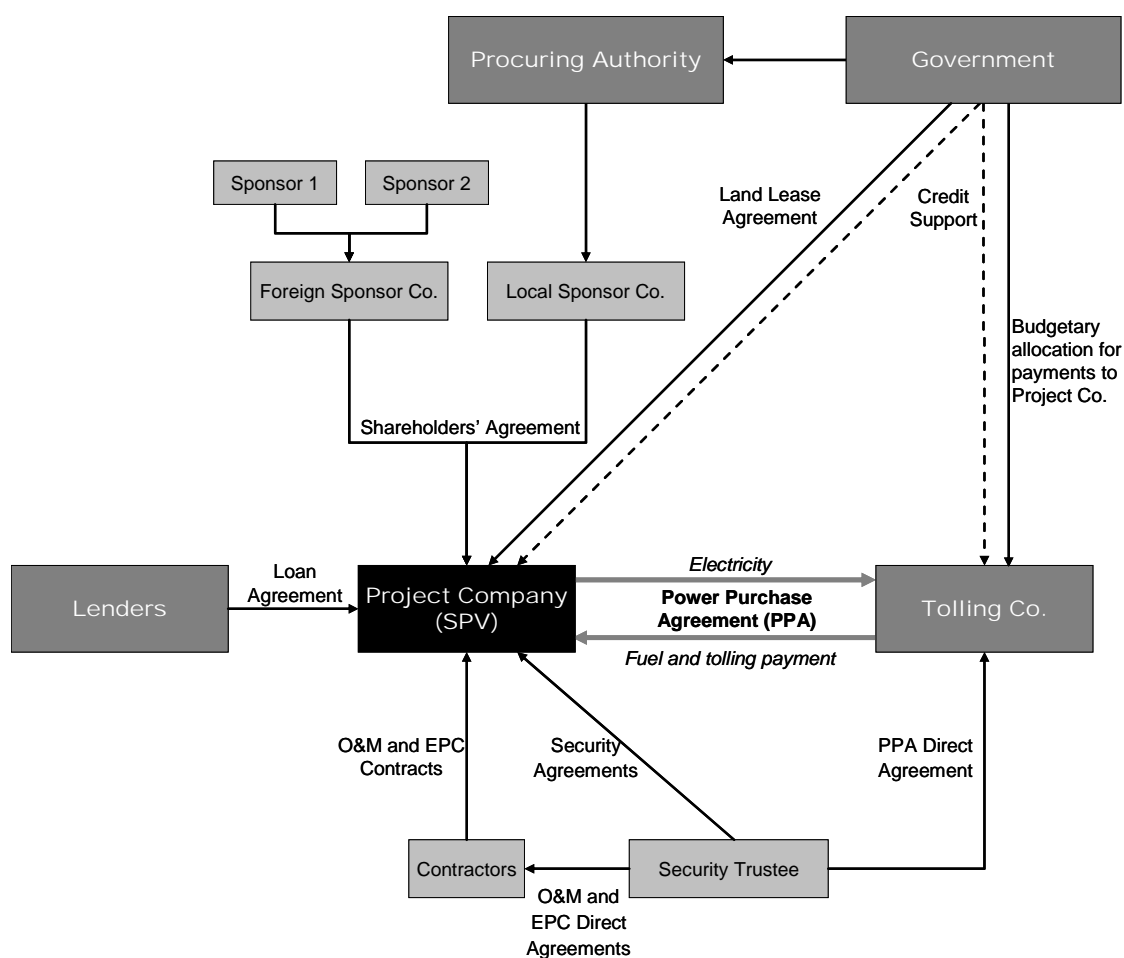 Procuring Authority
Government
Sponsor 1
Sponsor 2
Land Lease
Agreement
Credit
Support
Foreign Sponsor Co.
Local Sponsor Co.
Budgetary
allocation for
payments to
Project Co.
Shareholders’ Agreement
Lenders
Loan
Agreement
Project Company
(SPV)
Electricity
Power Purchase
Agreement (PPA)
Fuel and tolling payment
Tolling Co.
O&M and EPC
Contracts
Security
Agreements
PPA Direct
Agreement
Contractors
Security Trustee
O&M and
EPC Direct
Agreements